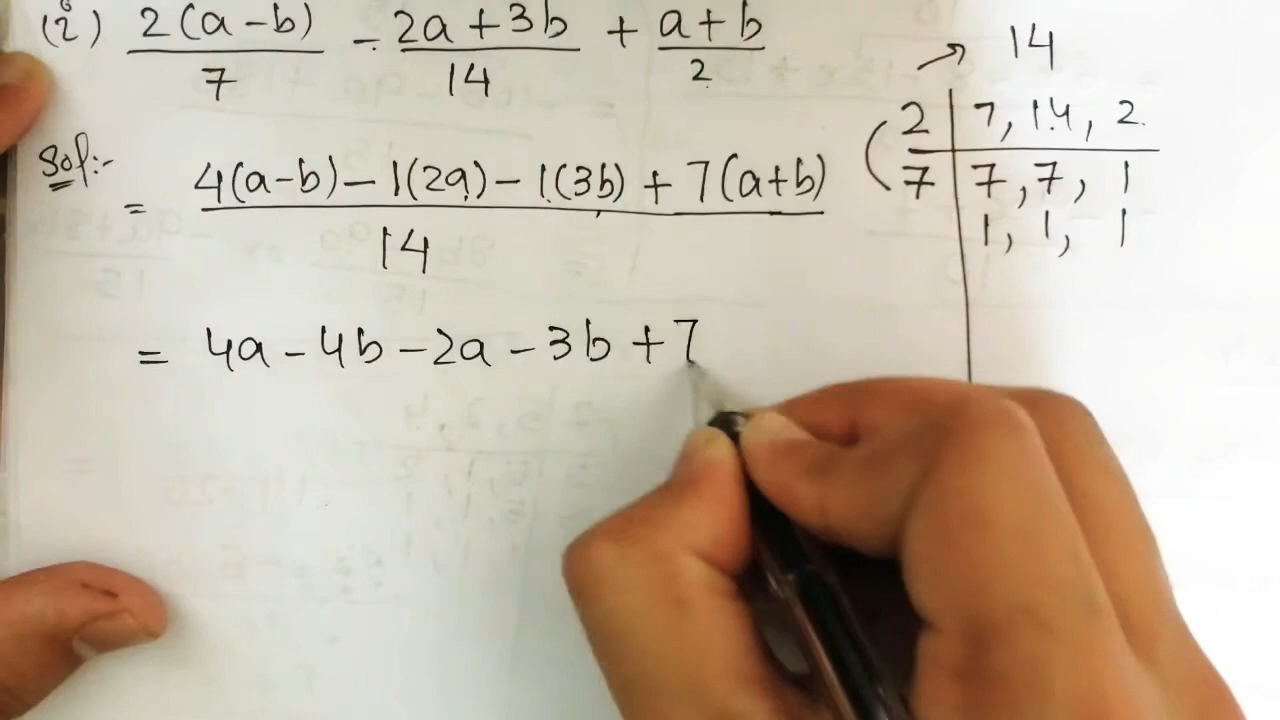 (i) 2(a-b)/7 - 2a+3b/14 + a+b/2
Sol:-
= 4(a-b)-1(2a)-1(3b)+7(a+b)/14
= 4a-4b-2a-3b+7
→ 14
2 | 7, 14, 2
7 | 7, 7, 1
1, 1, 1